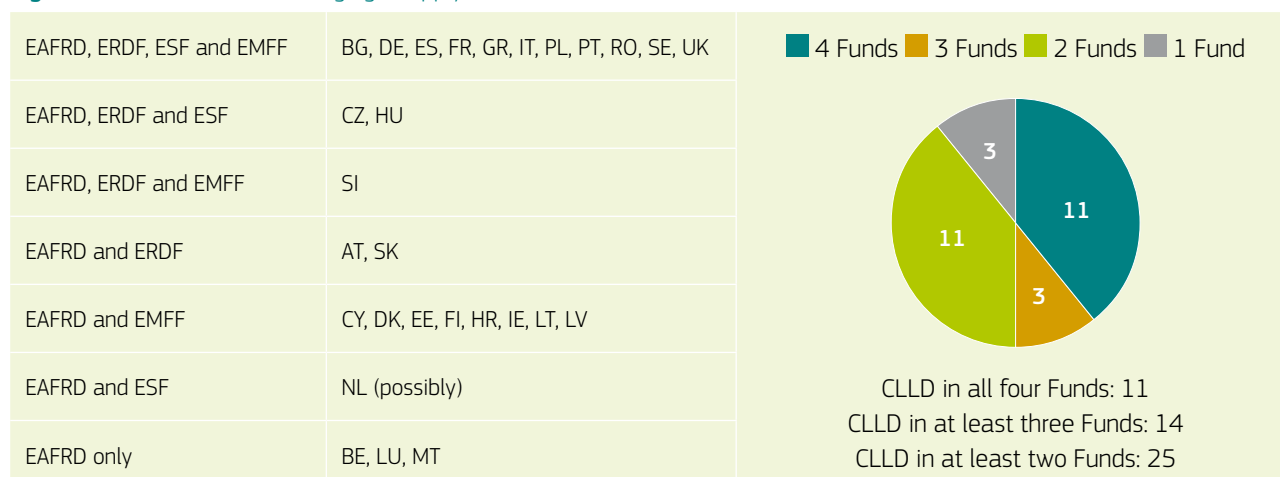 EAFRD, ERDF, ESF and EMFF
BG, DE, ES, FR, GR, IT, PL, PT, RO, SE, UK
EAFRD, ERDF and ESF
CZ, HU
EAFRD, ERDF and EMFF
SI
EAFRD and ERDF
AT, SK
EAFRD and EMFF
CY, DK, EE, FI, HR, IE, LT, LV
EAFRD and ESF
NL (possibly)
EAFRD only
BE, LU, MT
4 Funds 3 Funds 2 Funds 1 Fund
3
11
11
3
CLLD in all four Funds: 11
CLLD in at least three Funds: 14
CLLD in at least two Funds: 25